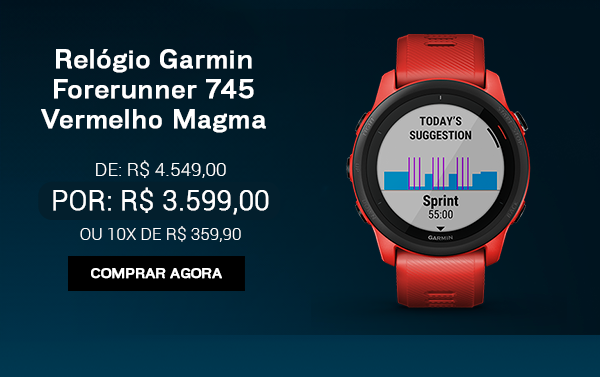 Relógio Garmin
Forerunner 745
Vermelho Magma
DE: R$ 4.549,00
POR: R$ 3.599,00
OU 10X DE R$ 359,90
COMPRAR AGORA
TODAY'S
SUGGESTION
Sprint
55:00
GARMIN